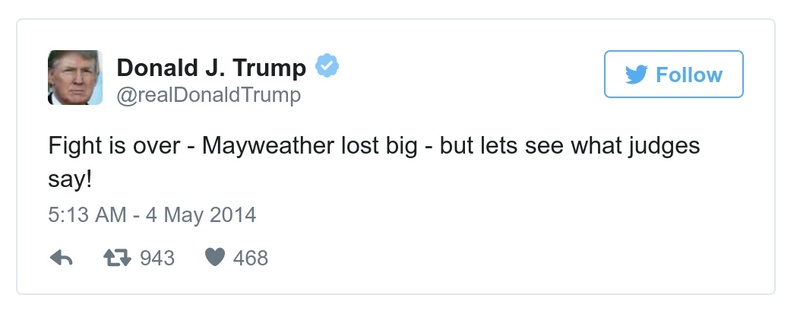 Donald J. Trump
@realDonaldTrump
Follow
Fight is over - Mayweather lost big - but lets see what judges
say!
5:13 AM - 4 May 2014
943 468